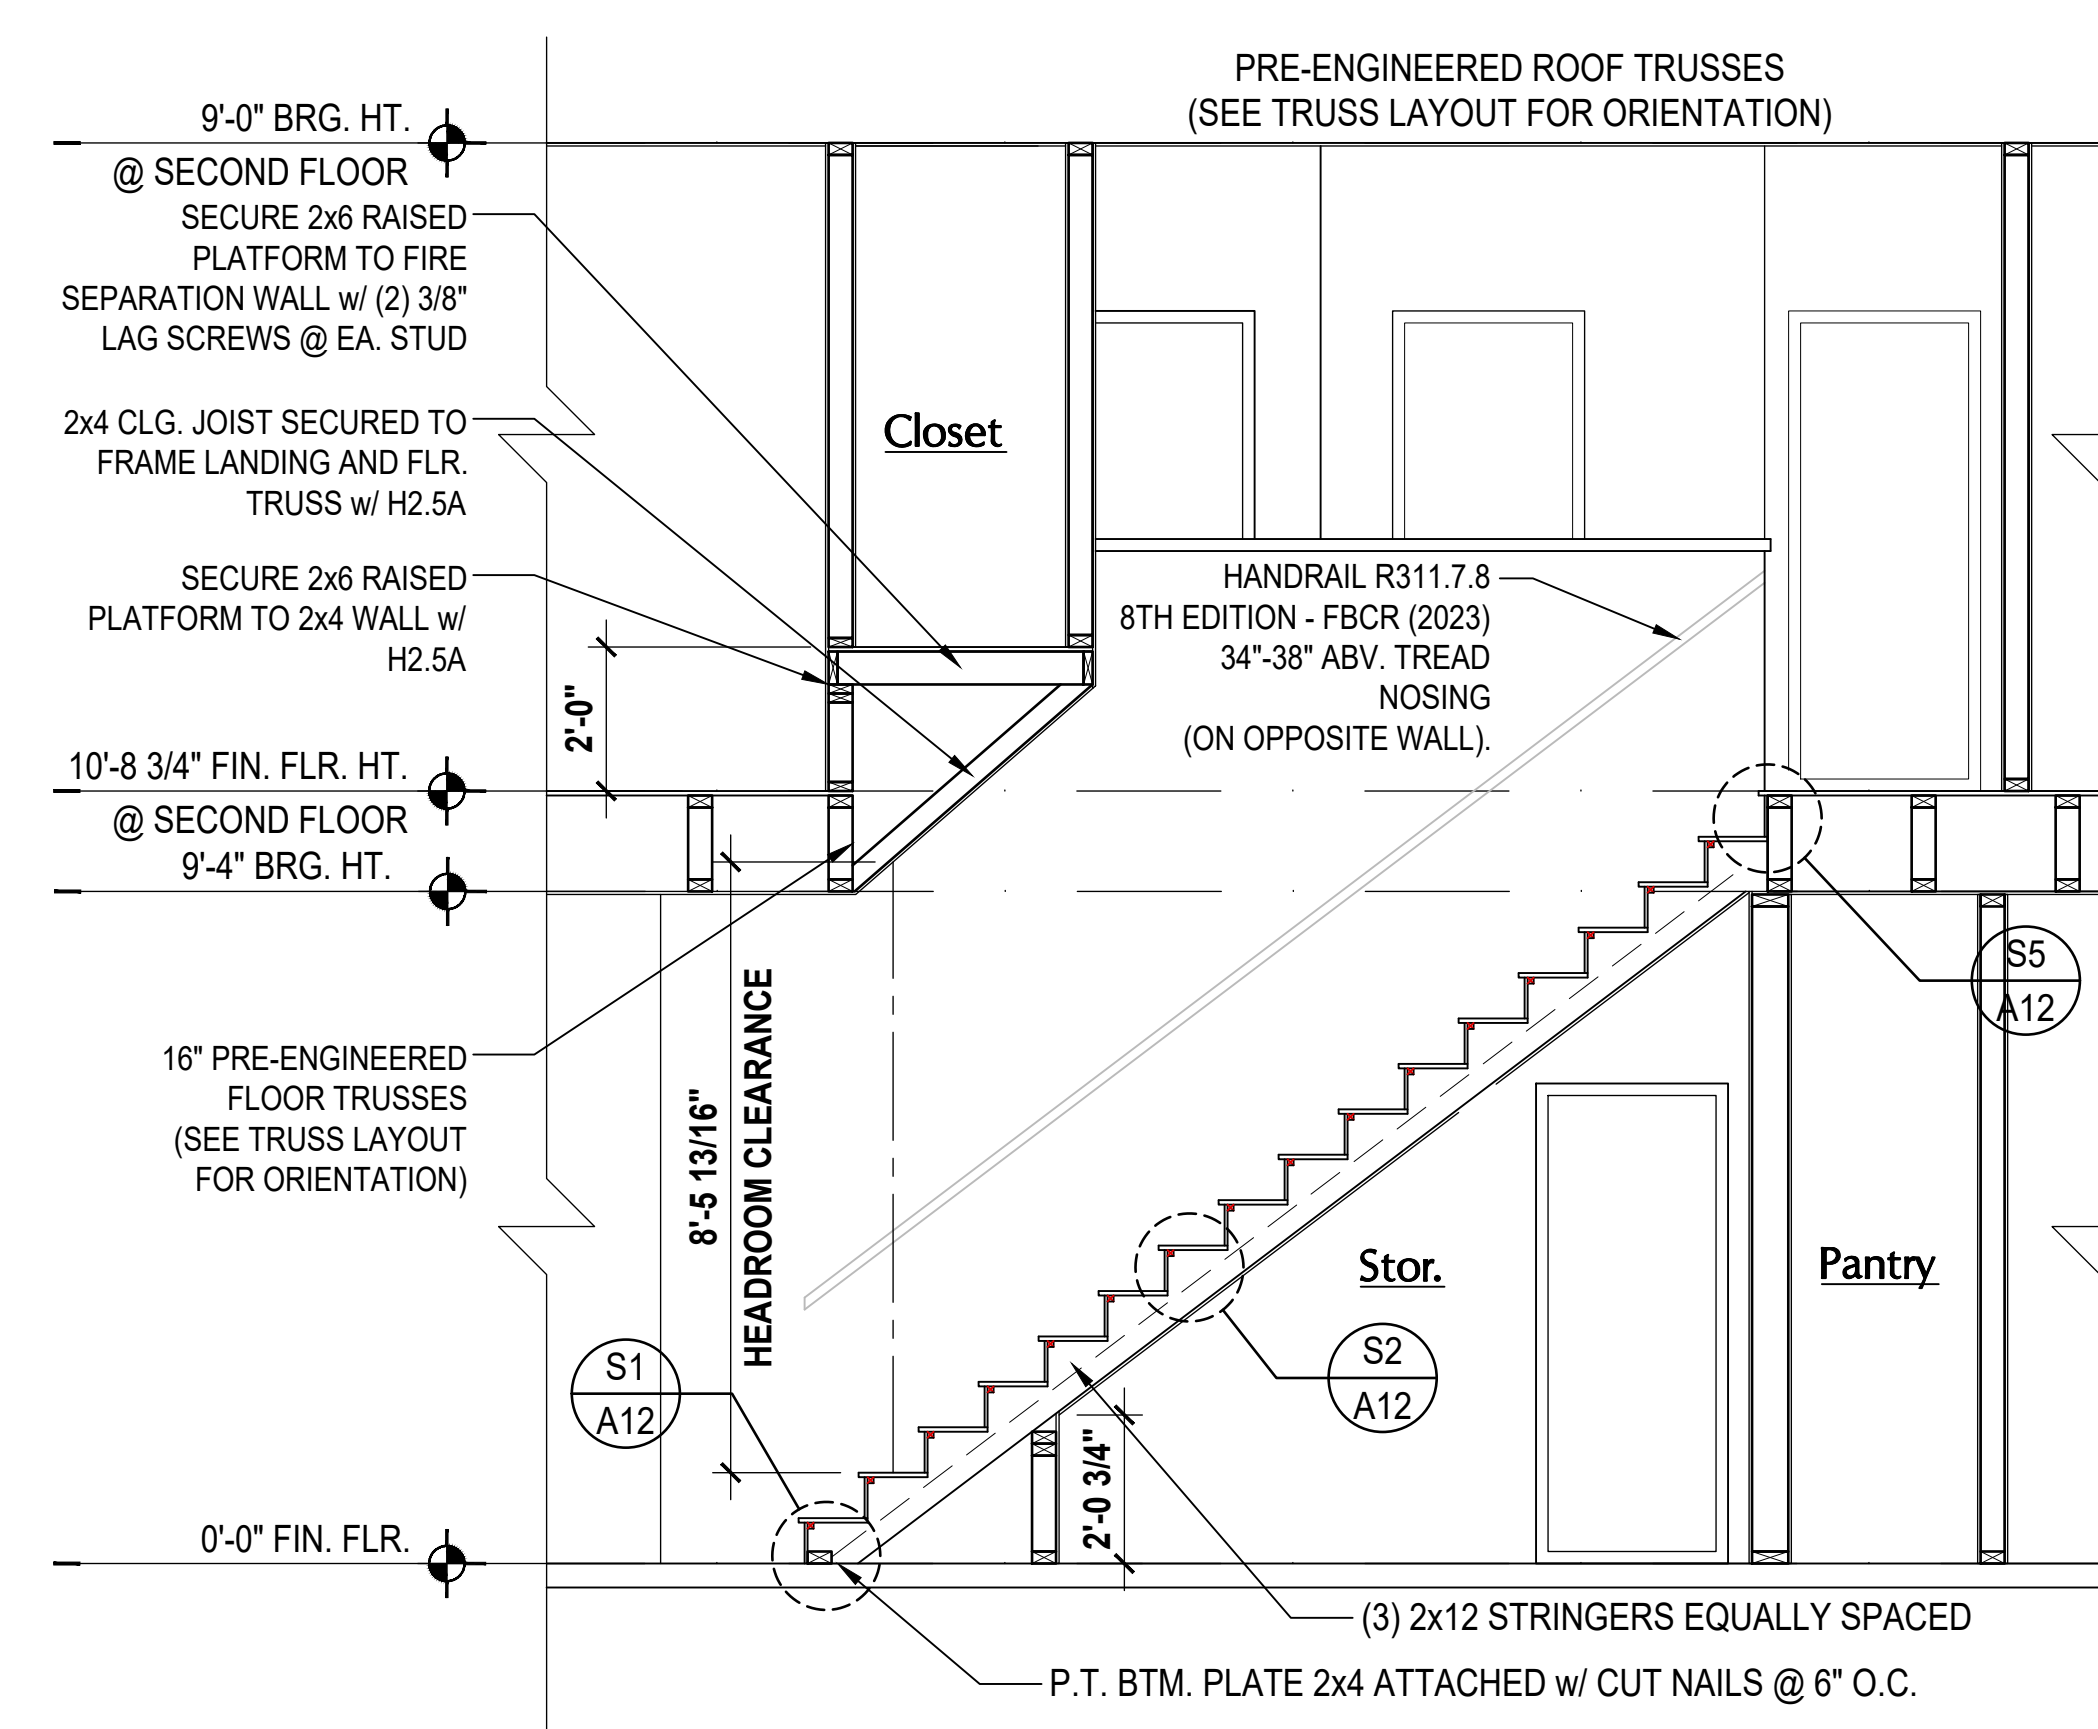 PRE-ENGINEERED ROOF TRUSSES
(SEE TRUSS LAYOUT FOR ORIENTATION)
9'-0" BRG. HT.
@ SECOND FLOOR
SECURE 2x6 RAISED
PLATFORM TO FIRE
SEPARATION WALL w/ (2) 3/8"
LAG SCREWS @ EA. STUD
2x4 CLG. JOIST SECURED TO
FRAME LANDING AND FLR.
TRUSS w/ H2.5A
Closet
SECURE 2x6 RAISED
PLATFORM TO 2x4 WALL w/
H2.5A
HANDRAIL R311.7.8
8TH EDITION - FBCR (2023)
34"-38" ABV. TREAD
NOSING
(ON OPPOSITE WALL).
2'-0"
10'-8 3/4" FIN. FLR. HT.
@ SECOND FLOOR
9'-4" BRG. HT.
S5
A12
16" PRE-ENGINEERED
FLOOR TRUSSES
(SEE TRUSS LAYOUT
FOR ORIENTATION)
8'-5 13/16"
HEADROOM CLEARANCE
Stor.
Pantry
S1
A12
S2
A12
2'-0 3/4"
0'-0" FIN. FLR.
(3) 2x12 STRINGERS EQUALLY SPACED
P.T. BTM. PLATE 2x4 ATTACHED w/ CUT NAILS @ 6" O.C.